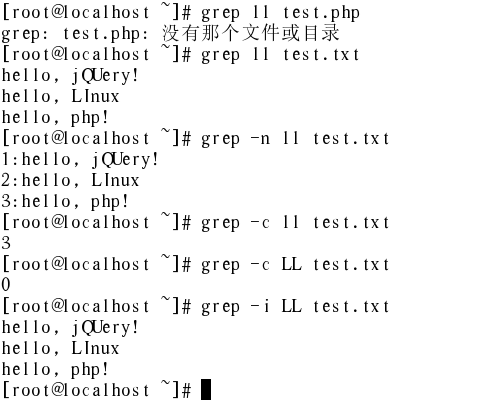 [root@localhost ~]# grep ll test.php
grep: test.php: 没有那个文件或目录
[root@localhost ~]# grep ll test.txt
hello, jQUery!
hello, LInux
hello, php!
[root@localhost ~]# grep -n ll test.txt
1:hello, jQUery!
2:hello, LInux
3:hello, php!
[root@localhost ~]# grep -c ll test.txt
3
[root@localhost ~]# grep -c LL test.txt
0
[root@localhost ~]# grep -i LL test.txt
hello, jQUery!
hello, LInux
hello, php!
[root@localhost ~]#